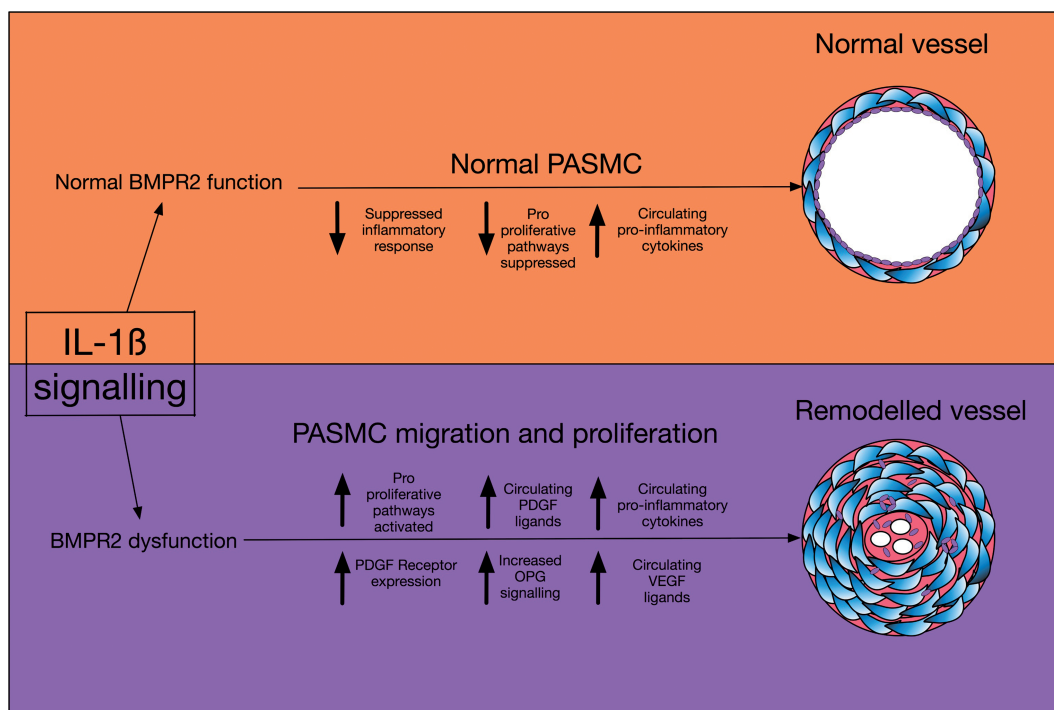 Normal vessel
Normal PASMC
Normal BMPR2 function
Suppressed
inflammatory
response
Pro
proliferative
pathways
suppressed
Circulating
pro-inflammatory
cytokines
IL-1ß
signalling
Remodelled vessel
PASMC migration and proliferation
Pro
proliferative
pathways
activated
Circulating
PDGF
ligands
Circulating
pro-inflammatory
cytokines
BMPR2 dysfunction
PDGF Receptor
expression
Increased
OPG
signalling
Circulating
VEGF
ligands